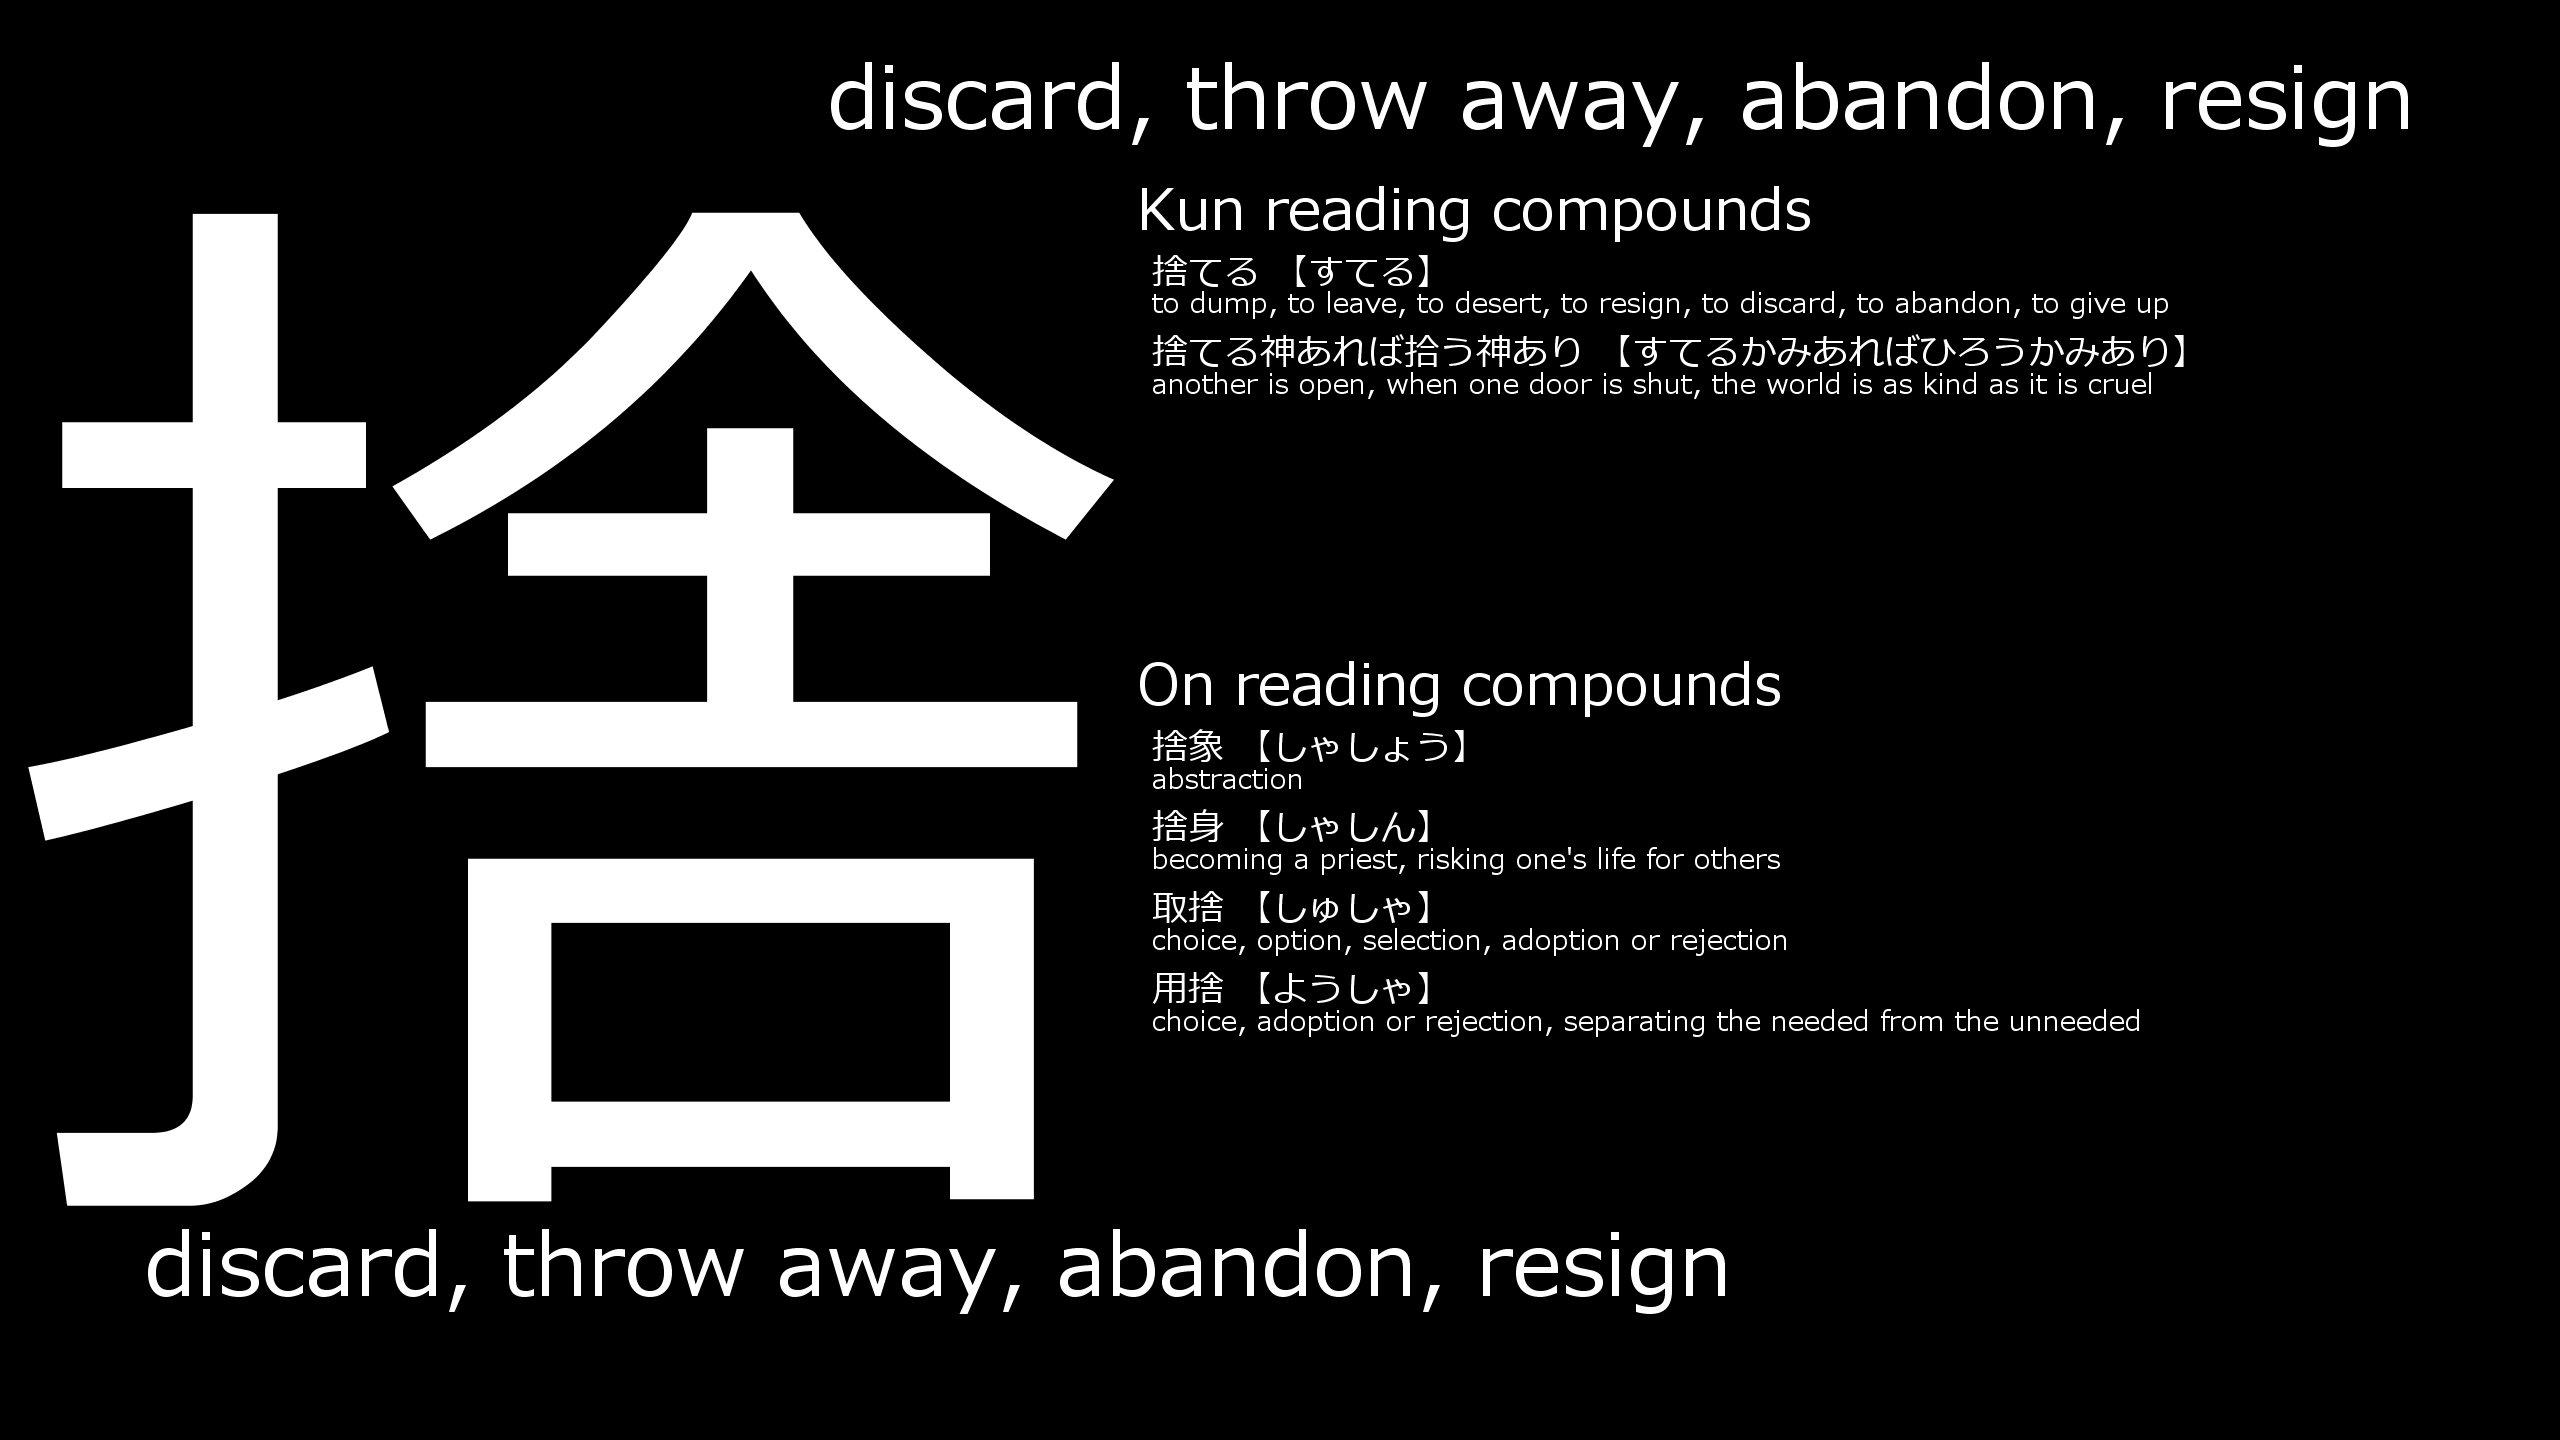 discard, throw away, abandon, resign
捨
Kun reading compounds
捨てる 【すてる】
to dump, to leave, to desert, to resign, to discard, to abandon, to give up
捨てる神あれば拾う神あり 【すてるかみあればひろうかみあり】
another is open, when one door is shut, the world is as kind as it is cruel
On reading compounds
捨象 【しゃしょう】
abstraction
捨身 【しゃしん】
becoming a priest, risking one's life for others
取捨 【しゅしゃ】
choice, option, selection, adoption or rejection
用捨 【ようしゃ】
choice, adoption or rejection, separating the needed from the unneeded
discard, throw away, abandon, resign